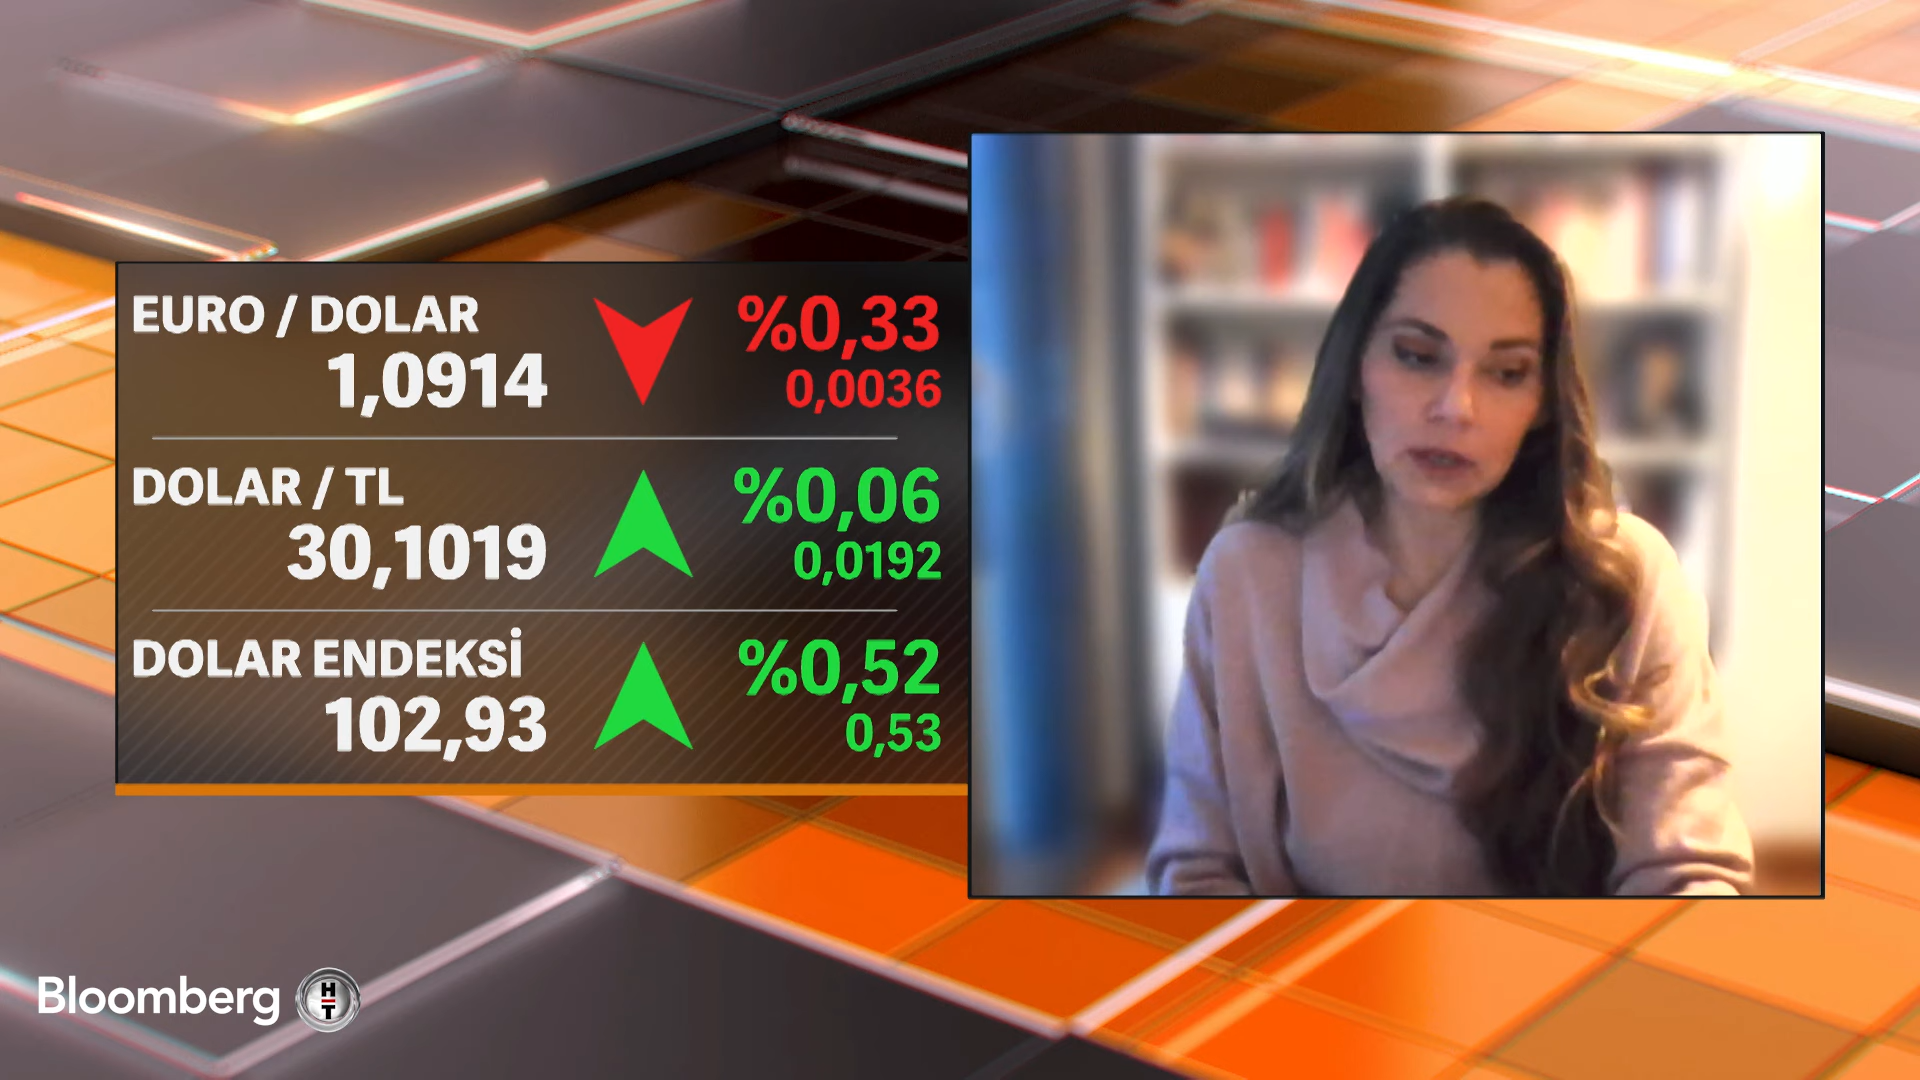 EURO / DOLAR
1,0914
%0,33
0,0036
DOLAR / TL
30,1019
%0,06
0,0192
DOLAR ENDEKSİ
102,93
%0,52
0,53
Bloomberg HT